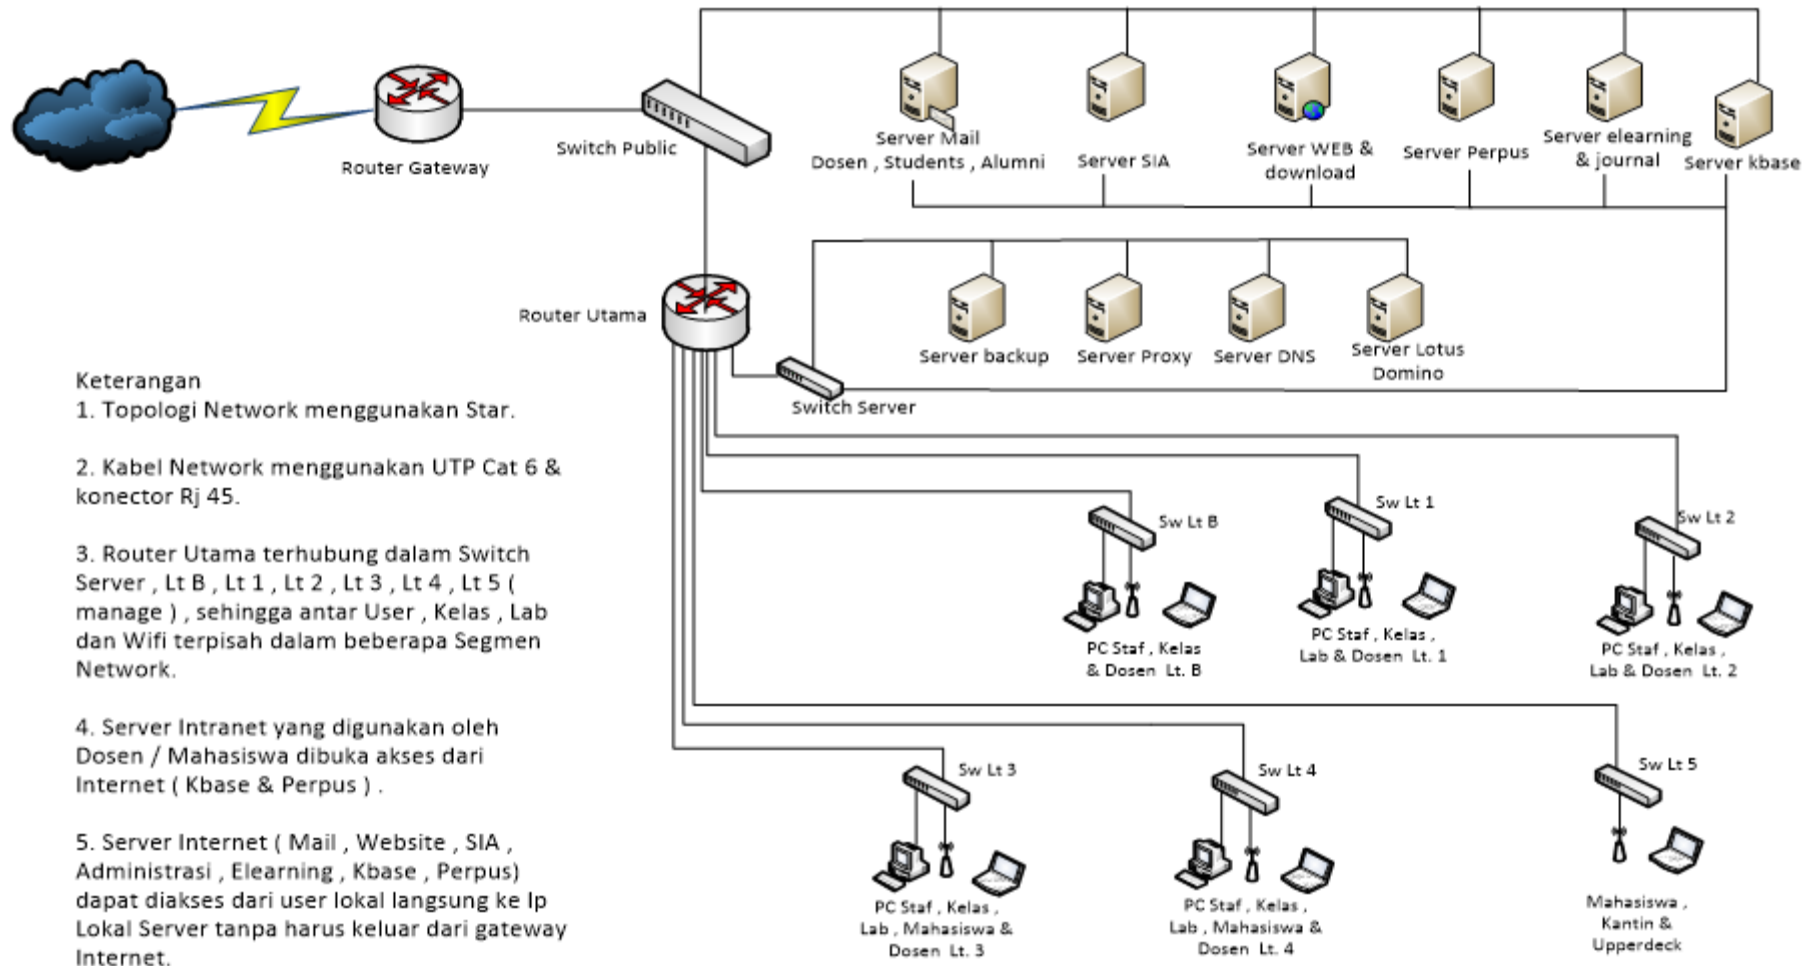 Router Gateway
Switch Public
Server Mail
Dosen , Students , Alumni
Server SIA
Server WEB &
download
Server Perpus
Server elearning
& journal
Server kbase
Router Utama
Server backup
Server Proxy
Server DNS
Server Lotus
Domino
Switch Server
Keterangan
1. Topologi Network menggunakan Star.
2. Kabel Network menggunakan UTP Cat 6 &
konector Rj 45.
3. Router Utama terhubung dalam Switch
Server , Lt B , Lt 1 , Lt 2 , Lt 3 , Lt 4 , Lt 5 (
manage ) , sehingga antar User , Kelas , Lab
dan Wifi terpisah dalam beberapa Segmen
Network.
4. Server Intranet yang digunakan oleh
Dosen / Mahasiswa dibuka akses dari
Internet ( Kbase & Perpus ) .
5. Server Internet ( Mail , Website , SIA ,
Administrasi , Elearning , Kbase , Perpus)
dapat diakses dari user lokal langsung ke Ip
Lokal Server tanpa harus keluar dari gateway
Internet.
Sw Lt B
PC Staf , Kelas
& Dosen Lt. B
Sw Lt 1
PC Staf , Kelas ,
Lab & Dosen Lt. 1
Sw Lt 2
PC Staf , Kelas ,
Lab & Dosen Lt. 2
Sw Lt 3
PC Staf , Kelas ,
Lab , Mahasiswa &
Dosen Lt. 3
Sw Lt 4
PC Staf , Kelas ,
Lab , Mahasiswa &
Dosen Lt. 4
Sw Lt 5
Mahasiswa ,
Kantin &
Upperdeck